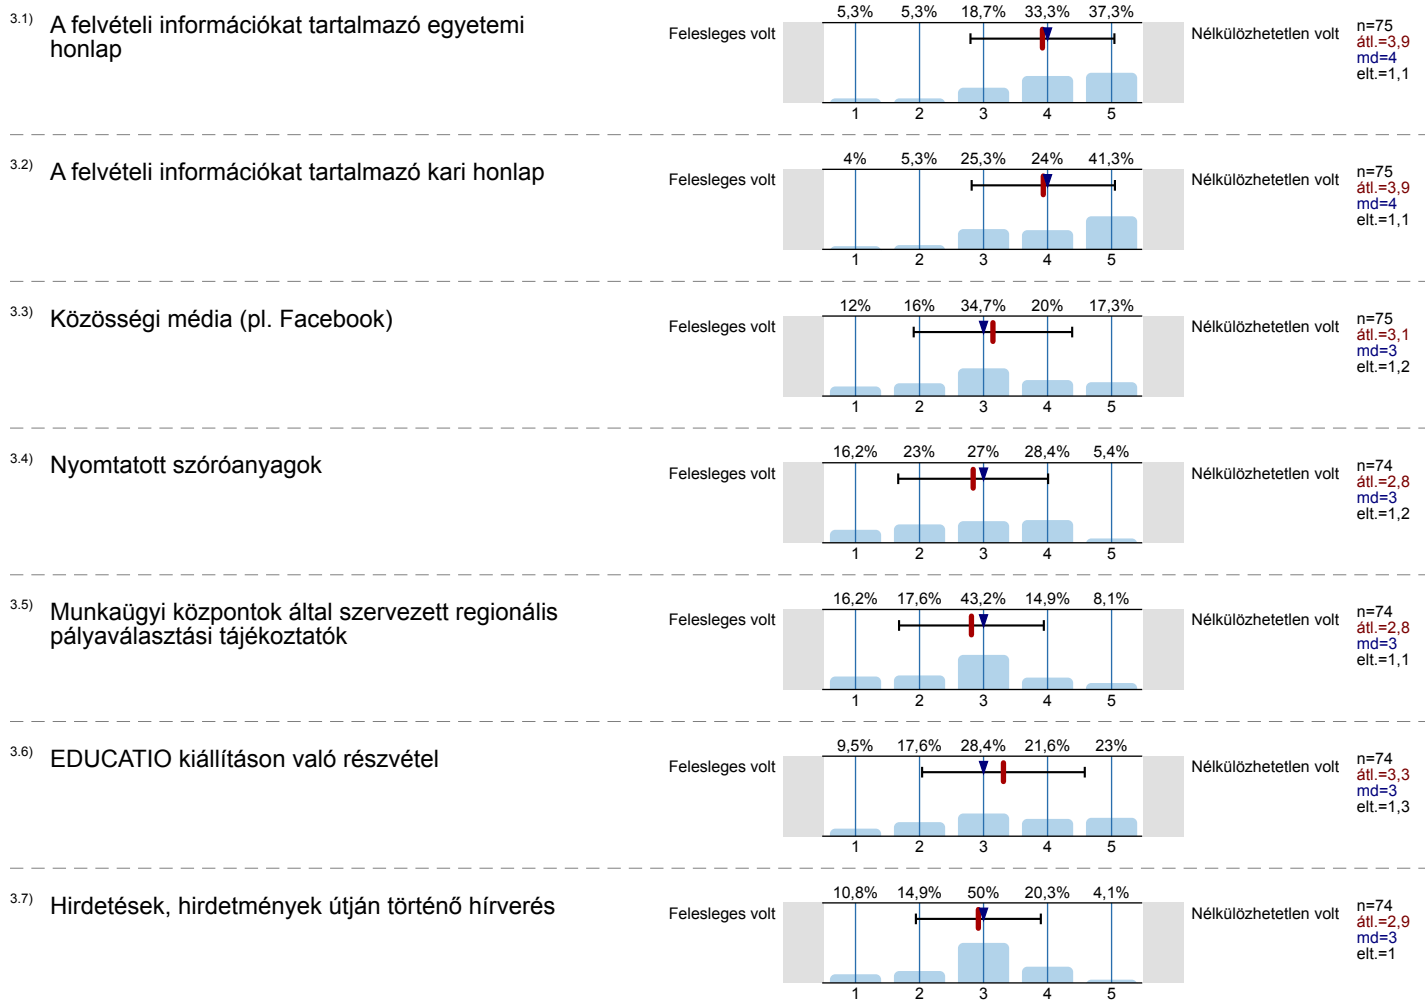 3.1) A felvételi információkat tartalmazó egyetemi
honlap
Felesleges volt
5,3% 5,3% 18,7% 33,3% 37,3%
1 2 3 4 5
Nélkülözhetetlen volt
n=75
átl.=3,9
md=4
elt.=1,1
3.2) A felvételi információkat tartalmazó kari honlap
Felesleges volt
4% 5,3% 25,3% 24% 41,3%
1 2 3 4 5
Nélkülözhetetlen volt
n=75
átl.=3,9
md=4
elt.=1,1
3.3) Közösségi média (pl. Facebook)
Felesleges volt
12% 16% 34,7% 20% 17,3%
1 2 3 4 5
Nélkülözhetetlen volt
n=75
átl.=3,1
md=3
elt.=1,2
3.4) Nyomtatott szóróanyagok
Felesleges volt
16,2% 23% 27% 28,4% 5,4%
1 2 3 4 5
Nélkülözhetetlen volt
n=74
átl.=2,8
md=3
elt.=1,2
3.5) Munkaügyi központok által szervezett regionális
pályaválasztási tájékoztatók
Felesleges volt
16,2% 17,6% 43,2% 14,9% 8,1%
1 2 3 4 5
Nélkülözhetetlen volt
n=74
átl.=2,8
md=3
elt.=1,1
3.6) EDUCATIO kiállításon való részvétel
Felesleges volt
9,5% 17,6% 28,4% 21,6% 23%
1 2 3 4 5
Nélkülözhetetlen volt
n=74
átl.=3,3
md=3
elt.=1,3
3.7) Hirdetések, hirdetmények útján történő hírverés
Felesleges volt
10,8% 14,9% 50% 20,3% 4,1%
1 2 3 4 5
Nélkülözhetetlen volt
n=74
átl.=2,9
md=3
elt.=1